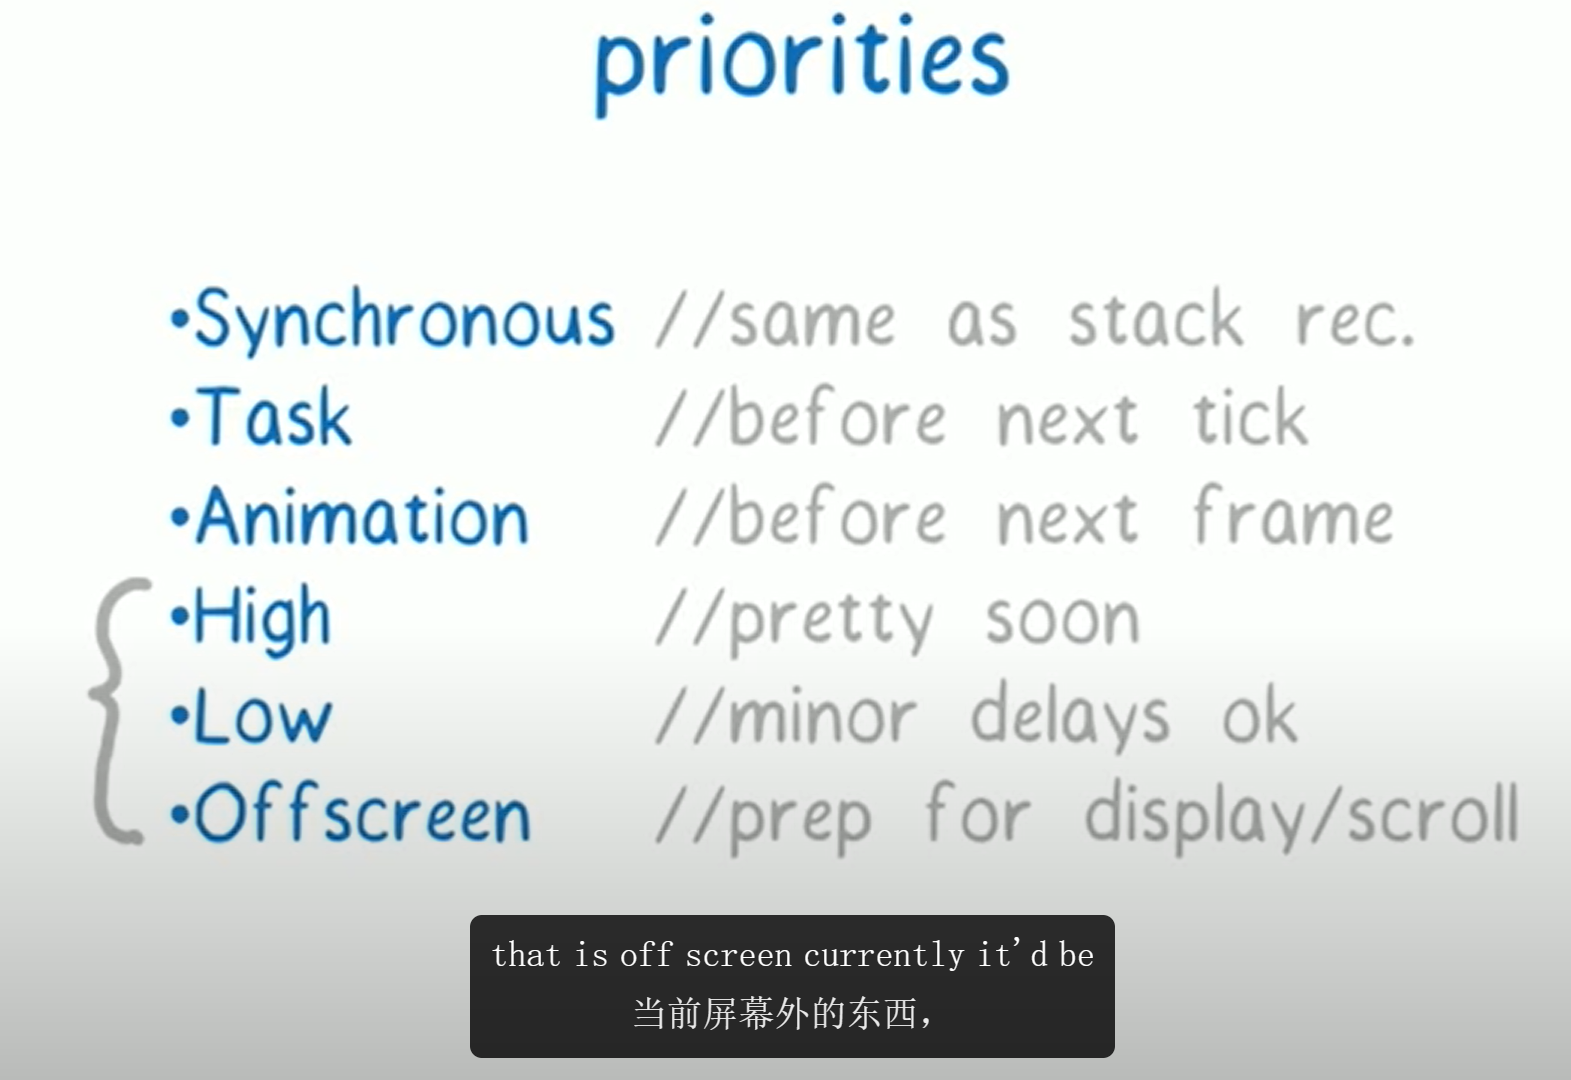 priorities
•Synchronous //same as stack rec.
•Task //before next tick
•Animation //before next frame
•High //pretty soon
•Low //minor delays ok
•Offscreen //prep for display/scroll
that is off screen currently it'd be
当前屏幕外的东西，